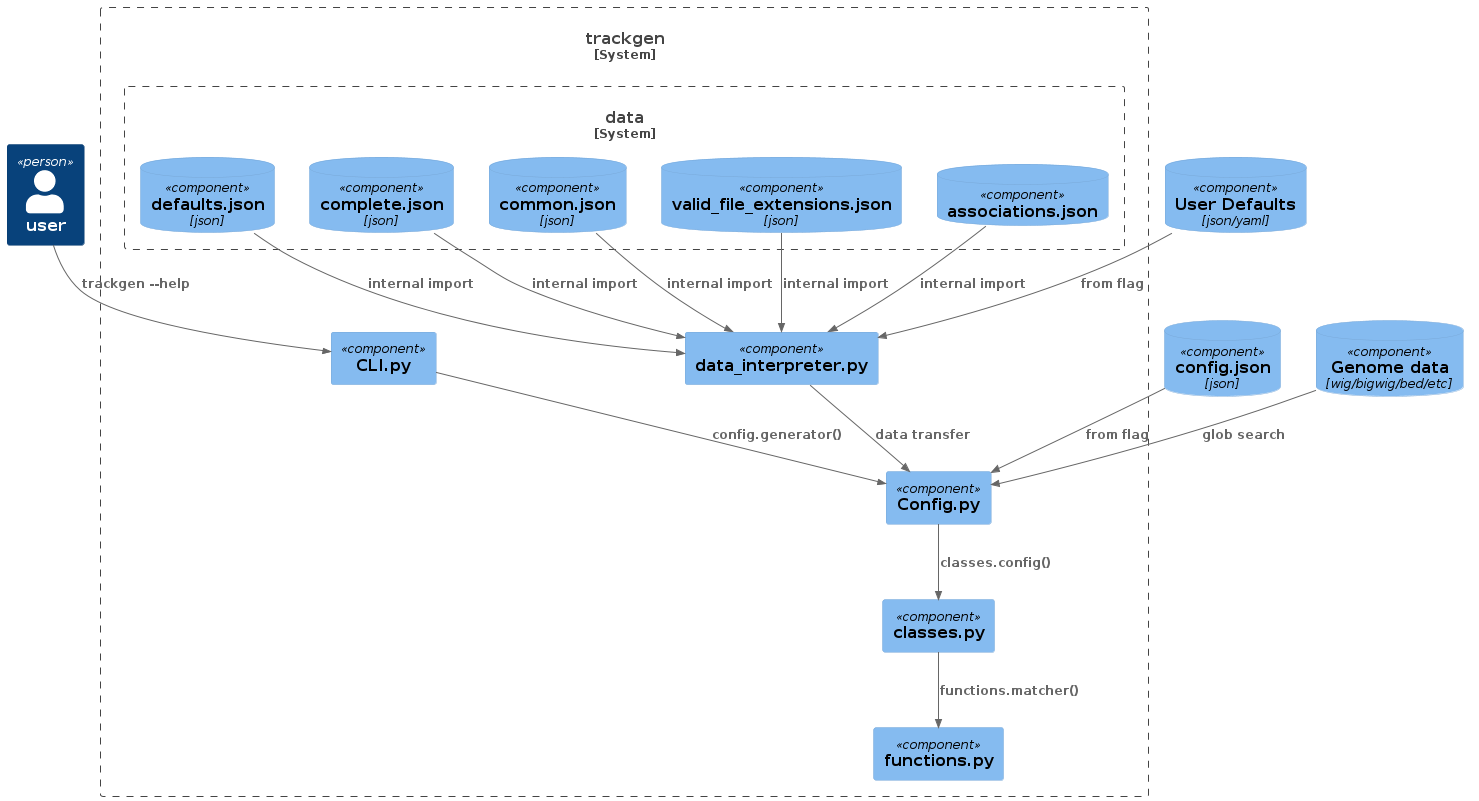 trackgen
[System]
data
[System]
«person»
user
«component»
defaults.json
[json]
«component»
complete.json
[json]
«component»
common.json
[json]
«component»
valid_file_extensions.json
[json]
«component»
associations.json
«component»
User Defaults
[json/yaml]
trackgen --help
internal import
internal import
internal import
internal import
internal import
from flag
«component»
CLI.py
«component»
data_interpreter.py
«component»
config.json
[json]
«component»
Genome data
[wig/bigwig/bed/etc]
config.generator()
data transfer
from flag
glob search
«component»
Config.py
classes.config()
«component»
classes.py
functions.matcher()
«component»
functions.py